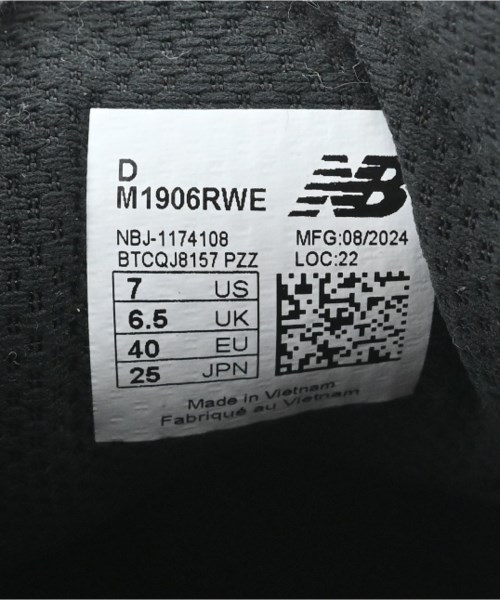 D
M1906RWE
NB
NBJ-1174108
MFG:08/2024
BTCQJ8157 PZZ
LOC:22
7 US
6.5 UK
40 EU
25 JPN
Made in Vietnam
Fabriqué au Vietnam